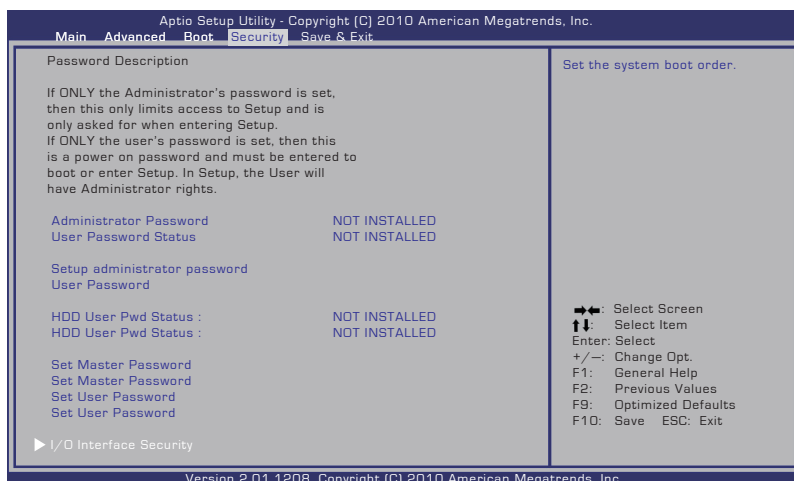 Aptio Setup Utility - Copyright (C) 2010 American Megatrends, Inc.
Main Advanced Boot Security Save & Exit
Password Description
If ONLY the Administrator's password is set,
then this only limits access to Setup and is
only asked for when entering Setup.
If ONLY the user's password is set, then this
is a power on password and must be entered to
boot or enter Setup. In Setup, the User will
have Administrator rights.
Administrator Password NOT INSTALLED
User Password Status NOT INSTALLED
Setup administrator password
User Password
HDD User Pwd Status : NOT INSTALLED
HDD User Pwd Status : NOT INSTALLED
Set Master Password
Set Master Password
Set User Password
Set User Password
I/O Interface Security
Set the system boot order.
→←: Select Screen
↑↓: Select Item
Enter: Select
+/—: Change Opt.
F1: General Help
F2: Previous Values
F9: Optimized Defaults
F10: Save ESC: Exit
Version 2.01.1208. Copyright (C) 2010 American Megatrends, Inc.